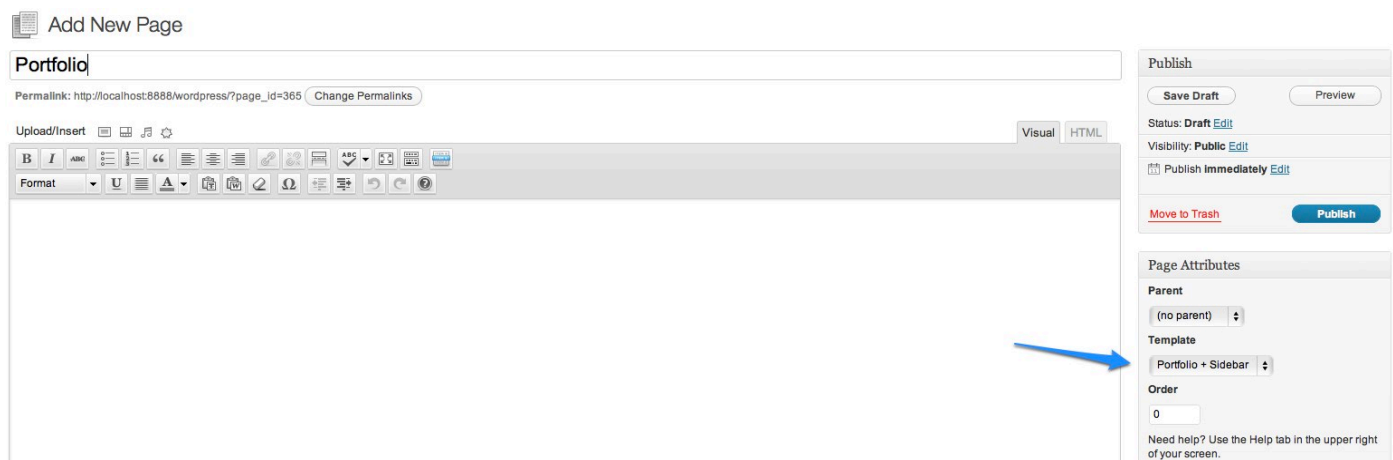 Add New Page
Portfolio
Permalink: http://localhost:8888/wordpress/?page_id=365 Change Permalinks
Upload/Insert
Visual HTML
B I ABC “ ABC
Format U A T W Ω ?
Publish
Save Draft Preview
Status: Draft Edit
Visibility: Public Edit
Publish immediately Edit
Move to Trash Publish
Page Attributes
Parent
(no parent)
Template
Portfolio + Sidebar
Order
0
Need help? Use the Help tab in the upper right
of your screen.